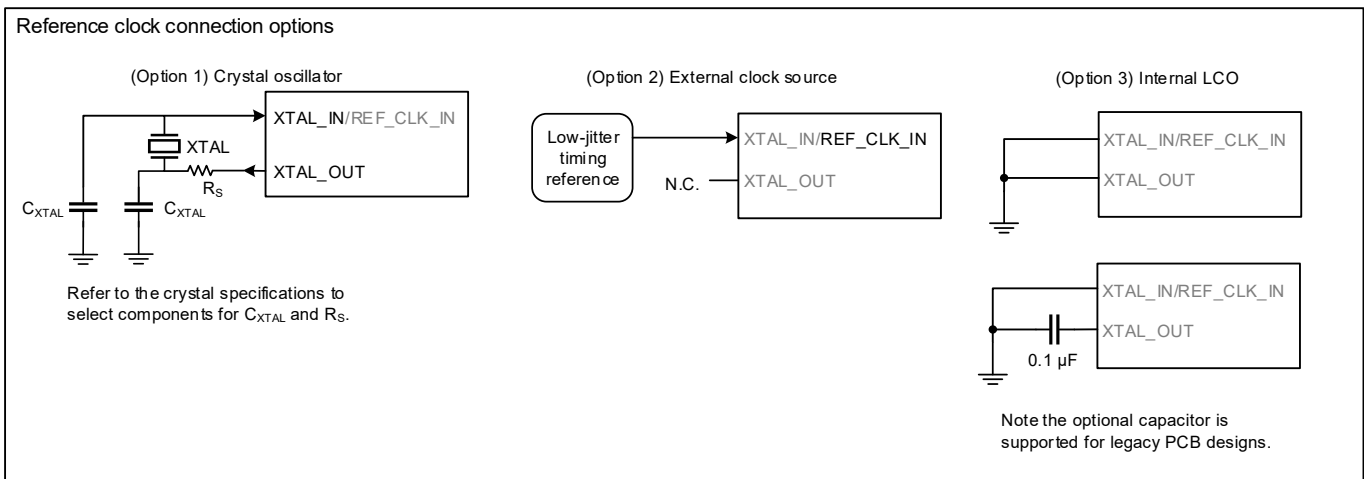 Reference clock connection options
(Option 1) Crystal oscillator
XTAL_IN/REF_CLK_IN
XTAL
XTAL_OUT
RS
CXTAL
CXTAL
Refer to the crystal specifications to
select components for CXTAL and RS.
(Option 2) External clock source
Low-jitter
timing
reference
XTAL_IN/REF_CLK_IN
N.C.
XTAL_OUT
(Option 3) Internal LCO
XTAL_IN/REF_CLK_IN
XTAL_OUT
XTAL_IN/REF_CLK_IN
XTAL_OUT
0.1 µF
Note the optional capacitor is
supported for legacy PCB designs.